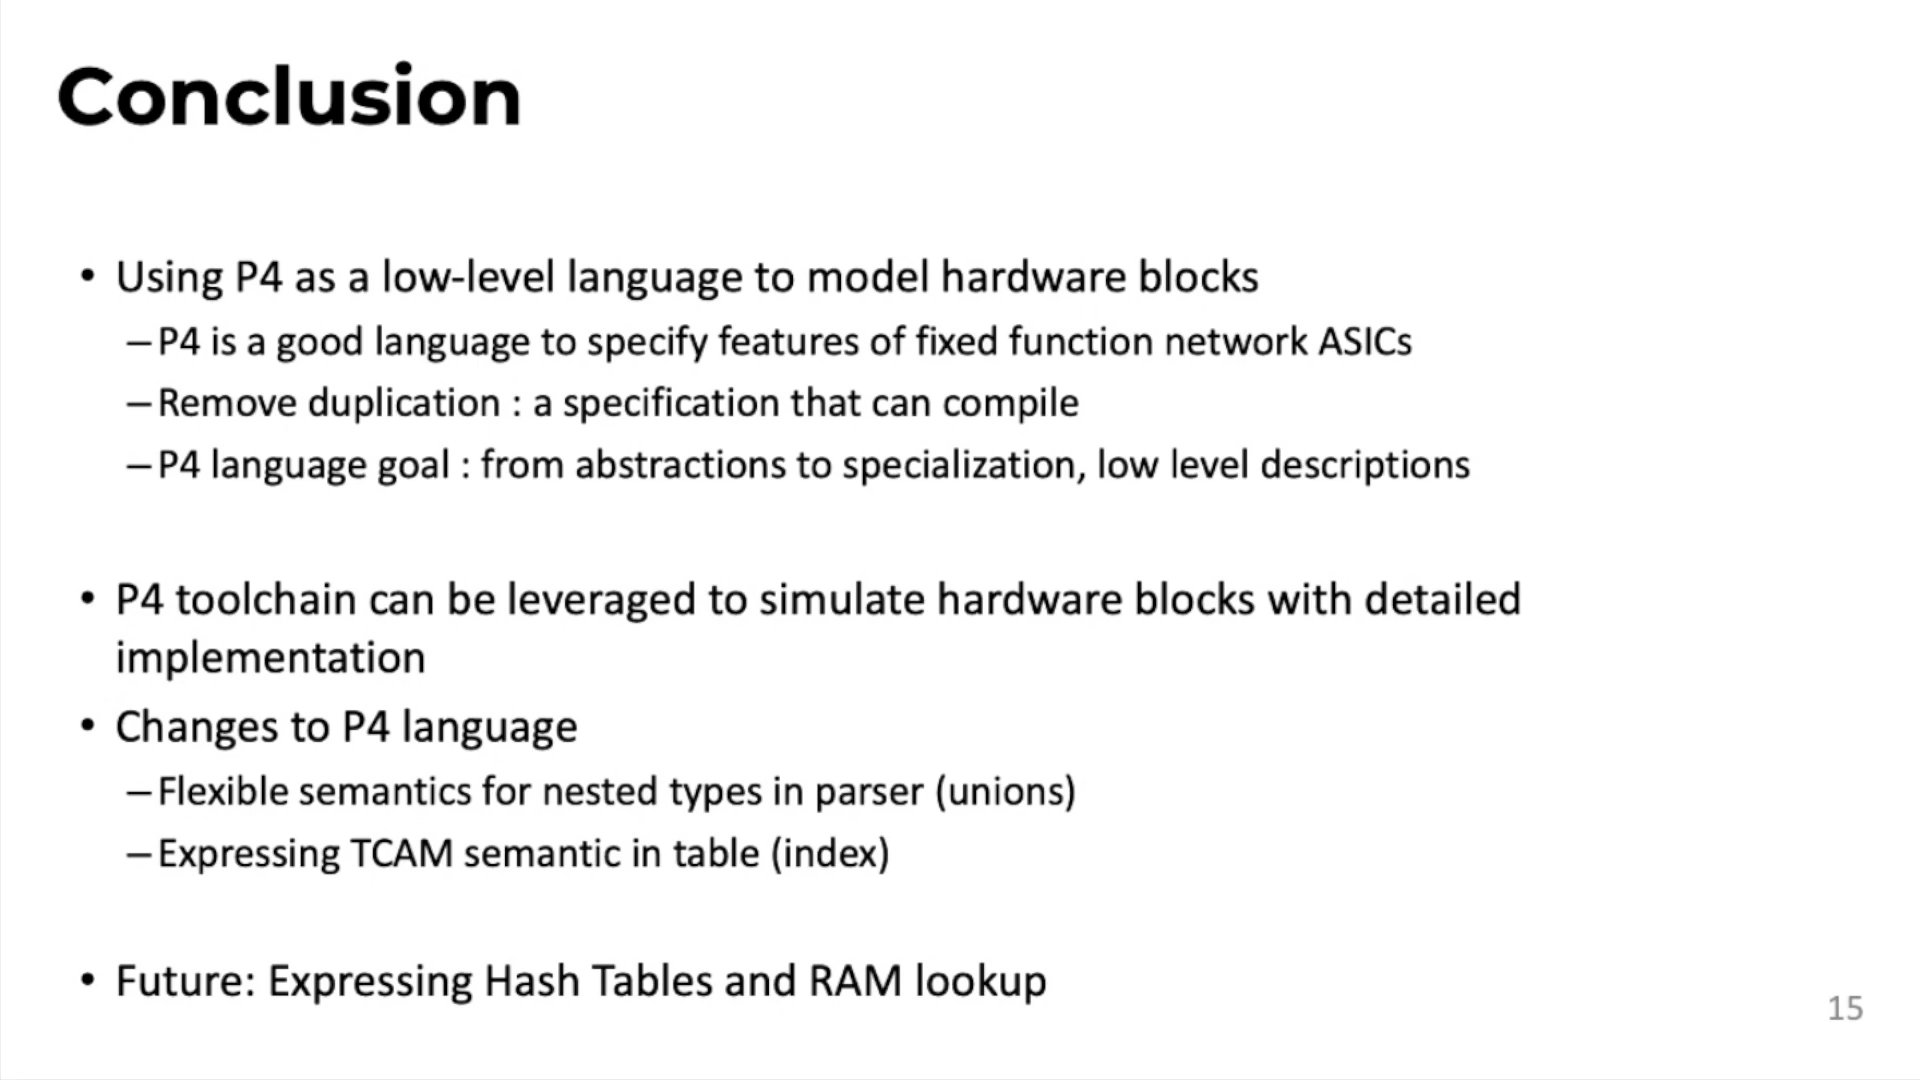 Conclusion
• Using P4 as a low-level language to model hardware blocks
– P4 is a good language to specify features of fixed function network ASICs
– Remove duplication : a specification that can compile
– P4 language goal : from abstractions to specialization, low level descriptions
• P4 toolchain can be leveraged to simulate hardware blocks with detailed
implementation
• Changes to P4 language
– Flexible semantics for nested types in parser (unions)
– Expressing TCAM semantic in table (index)
• Future: Expressing Hash Tables and RAM lookup
15